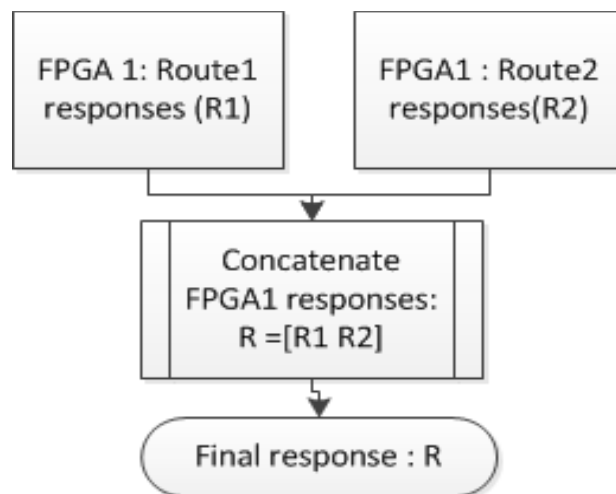 FPGA 1: Route1
responses (R1)
FPGA1 : Route2
responses(R2)
Concatenate
FPGA1 responses:
R =[R1 R2]
Final response : R